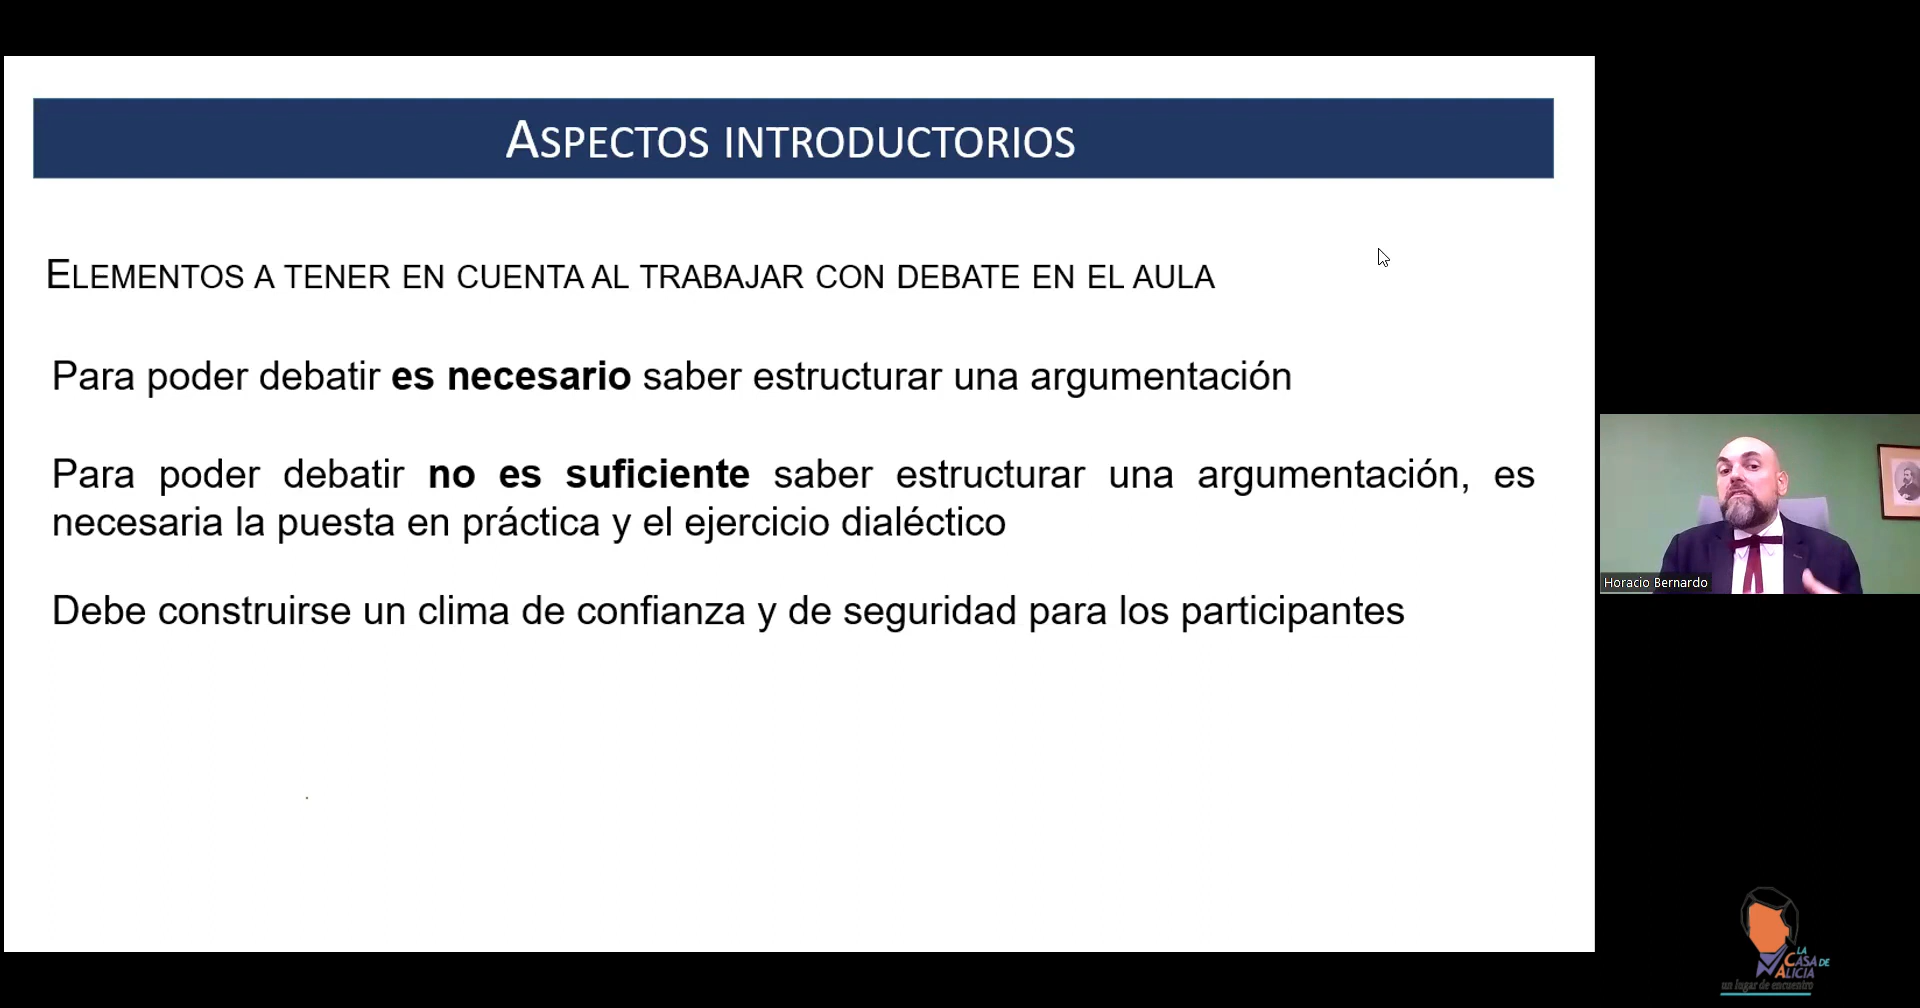 ASPECTOS INTRODUCTORIOS
ELEMENTOS A TENER EN CUENTA AL TRABAJAR CON DEBATE EN EL AULA
Para poder debatir es necesario saber estructurar una argumentación
Para poder debatir no es suficiente saber estructurar una argumentación, es
necesaria la puesta en práctica y el ejercicio dialéctico
Debe construirse un clima de confianza y de seguridad para los participantes
Horacio Bernardo
LA
CASA DE
ALICIA
un lugar de encuentro